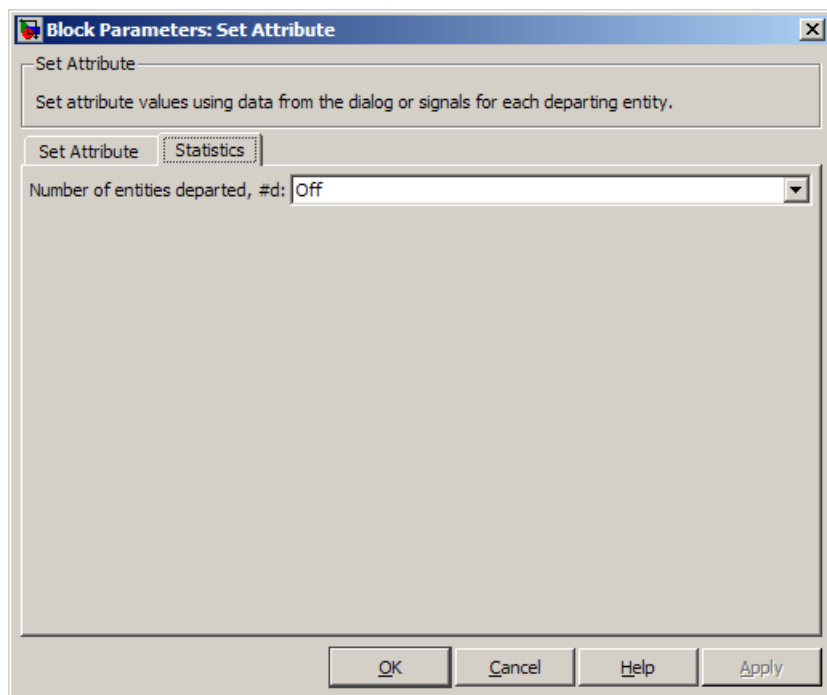 Block Parameters: Set Attribute
Set Attribute
Set attribute values using data from the dialog or signals for each departing entity.
Set Attribute Statistics
Number of entities departed, #d: Off
OK Cancel Help Apply